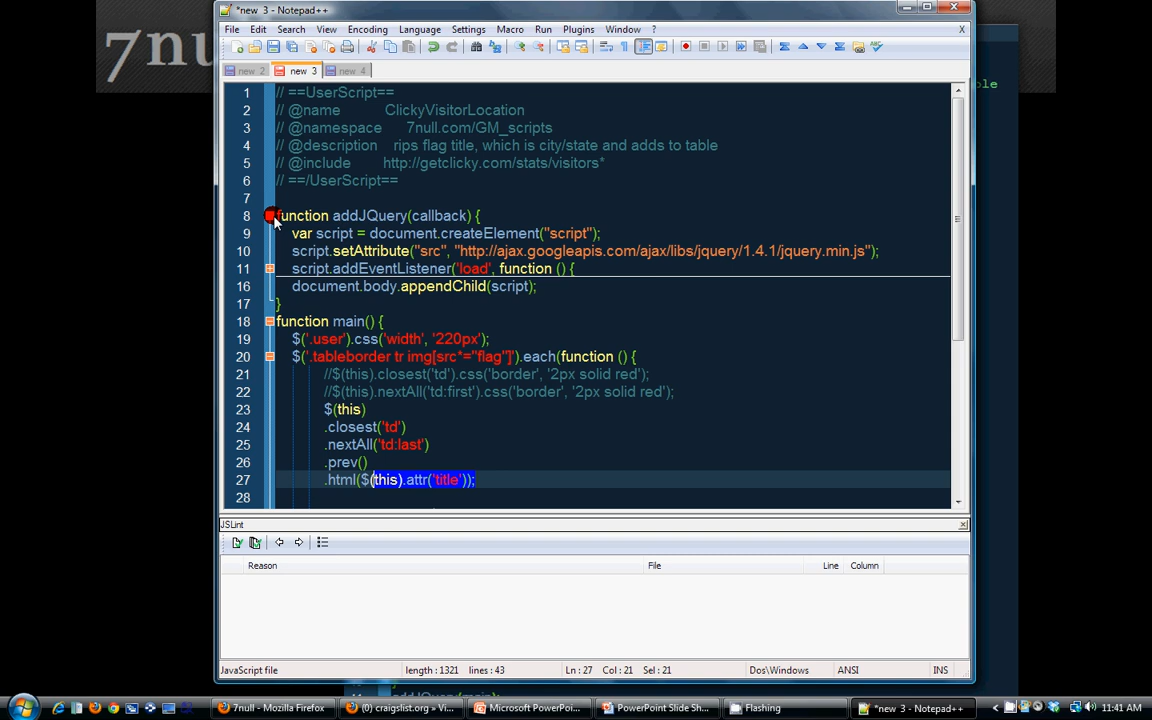 *new  3 - Notepad++
7nu
File Edit Search View Encoding Language Settings Macro Run Plugins Window ? X
new 2 new 3 new 4
ple
1 // ==UserScript==
2 // @name ClickyVisitorLocation
3 // @namespace 7null.com/GM_scripts
4 // @description rips flag title, which is city/state and adds to table
5 // @include http://getclicky.com/stats/visitors*
6 // ==/UserScript==
7
8 function addJQuery(callback) {
9 var script = document.createElement("script");
10 script.setAttribute("src", "http://ajax.googleapis.com/ajax/libs/jquery/1.4.1/jquery.min.js");
11 script.addEventListener('load', function () {
16 document.body.appendChild(script);
17 }
18 function main() {
19 $('.user').css('width', '220px');
20 $('.tableborder tr img[src*="flag"]').each(function () {
21 //$(this).closest('td').css('border', '2px solid red');
22 //$(this).nextAll('td:first').css('border', '2px solid red');
23 $(this)
24 .closest('td')
25 .nextAll('td:last')
26 .prev()
27 .html($(this).attr('title'));
28
JSLint
Reason File Line Column
JavaScript file length : 1321 lines : 43 Ln : 27 Col : 21 Sel : 21 Dos\Windows ANSI INS
7null - Mozilla Firefox (0) craigslist.org » Vi... Microsoft PowerPo... PowerPoint Slide Sh... Flashing *new 3 - Notepad++ 11:41 AM